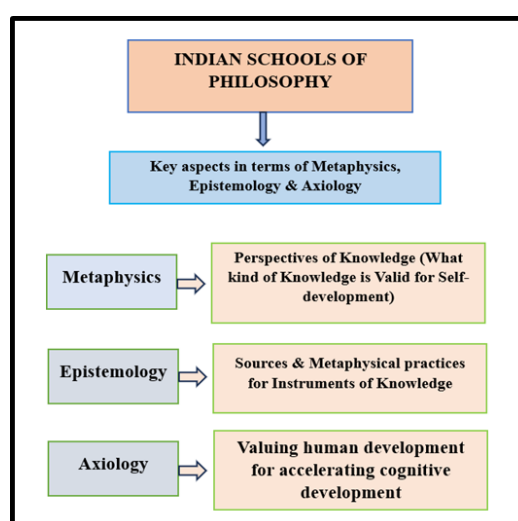 INDIAN SCHOOLS OF
PHILOSOPHY
Key aspects in terms of Metaphysics,
Epistemology & Axiology
Metaphysics
Perspectives of Knowledge (What
kind of Knowledge is Valid for Self-
development)
Epistemology
Sources & Metaphysical practices
for Instruments of Knowledge
Axiology
Valuing human development
for accelerating cognitive
development